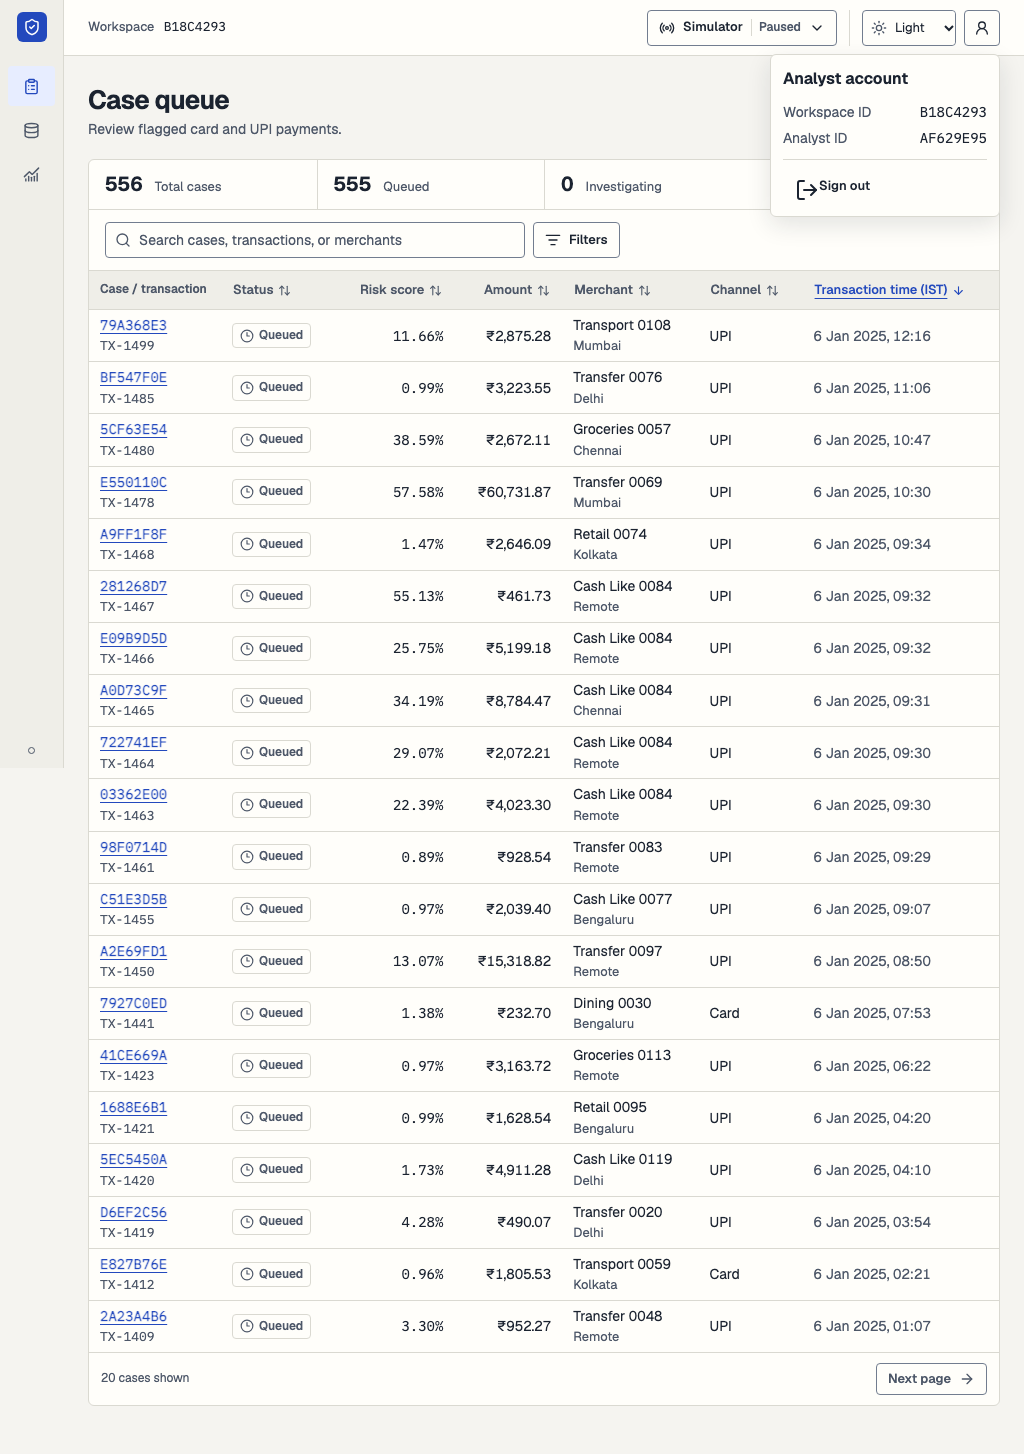 Workspace B18C4293
Simulator Paused
Light
Analyst account
Workspace ID B18C4293
Analyst ID AF629E95
Sign out
Case queue
Review flagged card and UPI payments.
556 Total cases
555 Queued
0 Investigating
Search cases, transactions, or merchants
Filters
Case / transaction Status Risk score Amount Merchant Channel Transaction time (IST)
79A368E3 Queued 11.66% ₹2,875.28 Transport 0108 UPI 6 Jan 2025, 12:16
TX-1499 Mumbai
BF547F0E Queued 0.99% ₹3,223.55 Transfer 0076 UPI 6 Jan 2025, 11:06
TX-1485 Delhi
5CF63E54 Queued 38.59% ₹2,672.11 Groceries 0057 UPI 6 Jan 2025, 10:47
TX-1480 Chennai
E550110C Queued 57.58% ₹60,731.87 Transfer 0069 UPI 6 Jan 2025, 10:30
TX-1478 Mumbai
A9FF1F8F Queued 1.47% ₹2,646.09 Retail 0074 UPI 6 Jan 2025, 09:34
TX-1468 Kolkata
281268D7 Queued 55.13% ₹461.73 Cash Like 0084 UPI 6 Jan 2025, 09:32
TX-1467 Remote
E09B9D5D Queued 25.75% ₹5,199.18 Cash Like 0084 UPI 6 Jan 2025, 09:32
TX-1466 Remote
A0D73C9F Queued 34.19% ₹8,784.47 Cash Like 0084 UPI 6 Jan 2025, 09:31
TX-1465 Chennai
722741EF Queued 29.07% ₹2,072.21 Cash Like 0084 UPI 6 Jan 2025, 09:30
TX-1464 Remote
03362E00 Queued 22.39% ₹4,023.30 Cash Like 0084 UPI 6 Jan 2025, 09:30
TX-1463 Remote
98F0714D Queued 0.89% ₹928.54 Transfer 0083 UPI 6 Jan 2025, 09:29
TX-1461 Remote
C51E3D5B Queued 0.97% ₹2,039.40 Cash Like 0077 UPI 6 Jan 2025, 09:07
TX-1455 Bengaluru
A2E69FD1 Queued 13.07% ₹15,318.82 Transfer 0097 UPI 6 Jan 2025, 08:50
TX-1450 Remote
7927C0ED Queued 1.38% ₹232.70 Dining 0030 Card 6 Jan 2025, 07:53
TX-1441 Bengaluru
41CE669A Queued 0.97% ₹3,163.72 Groceries 0113 UPI 6 Jan 2025, 06:22
TX-1423 Remote
1688E6B1 Queued 0.99% ₹1,628.54 Retail 0095 UPI 6 Jan 2025, 04:20
TX-1421 Bengaluru
5EC5450A Queued 1.73% ₹4,911.28 Cash Like 0119 UPI 6 Jan 2025, 04:10
TX-1420 Delhi
D6EF2C56 Queued 4.28% ₹490.07 Transfer 0020 UPI 6 Jan 2025, 03:54
TX-1419 Delhi
E827B76E Queued 0.96% ₹1,805.53 Transport 0059 Card 6 Jan 2025, 02:21
TX-1412 Kolkata
2A23A4B6 Queued 3.30% ₹952.27 Transfer 0048 UPI 6 Jan 2025, 01:07
TX-1409 Remote
20 cases shown
Next page